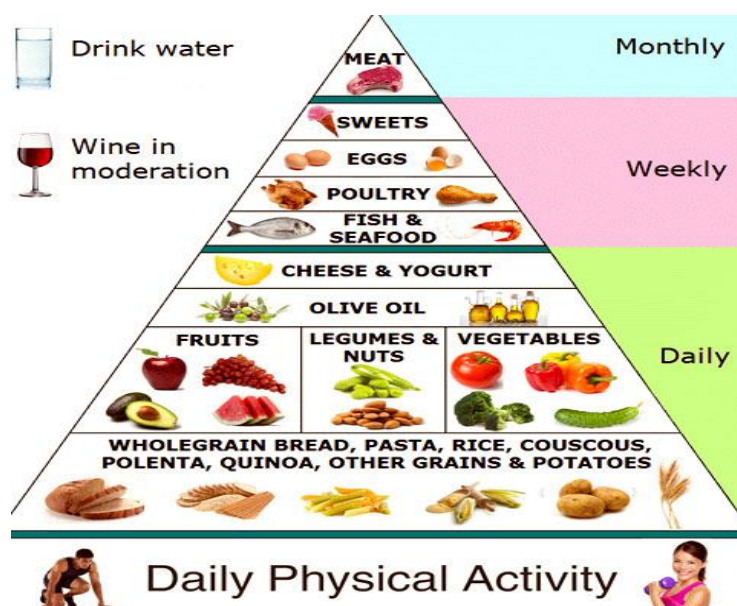 Drink water
Monthly
MEAT
Wine in
moderation
SWEETS
EGGS
Weekly
POULTRY
FISH &
SEAFOOD
CHEESE & YOGURT
OLIVE OIL
FRUITS
LEGUMES &
NUTS
VEGETABLES
Daily
WHOLEGRAIN BREAD, PASTA, RICE, COUSCOUS,
POLENTA, QUINOA, OTHER GRAINS & POTATOES
Daily Physical Activity